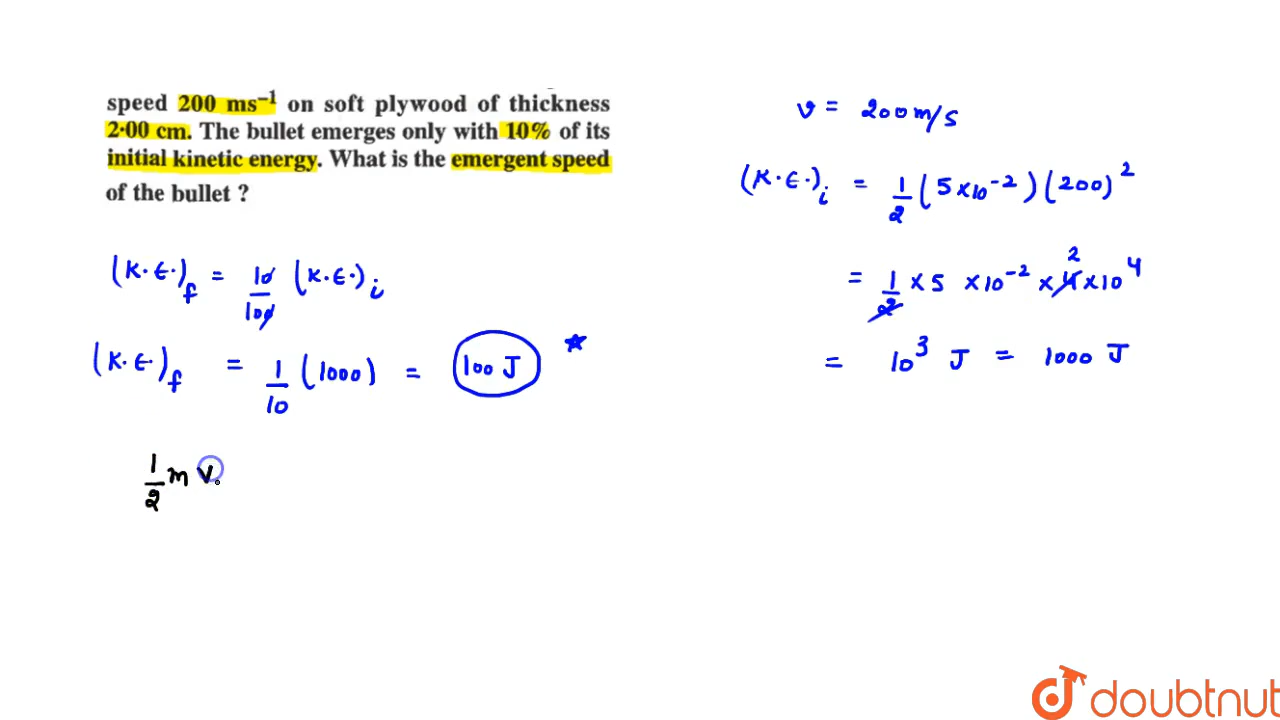 speed 200 ms⁻¹ on soft plywood of thickness
2·00 cm. The bullet emerges only with 10% of its
initial kinetic energy. What is the emergent speed
of the bullet ?
(K.E.)f = 10/100 (K.E.)i
(K.E.)f = 1/10 (1000) = 100 J
1/2 m v
v = 200 m/s
(K.E.)i = 1/2 (5×10⁻²)(200)²
= 1/2 × 5 × 10⁻² × 4 2 × 10⁴
= 10³ J = 1000 J
doubtnut